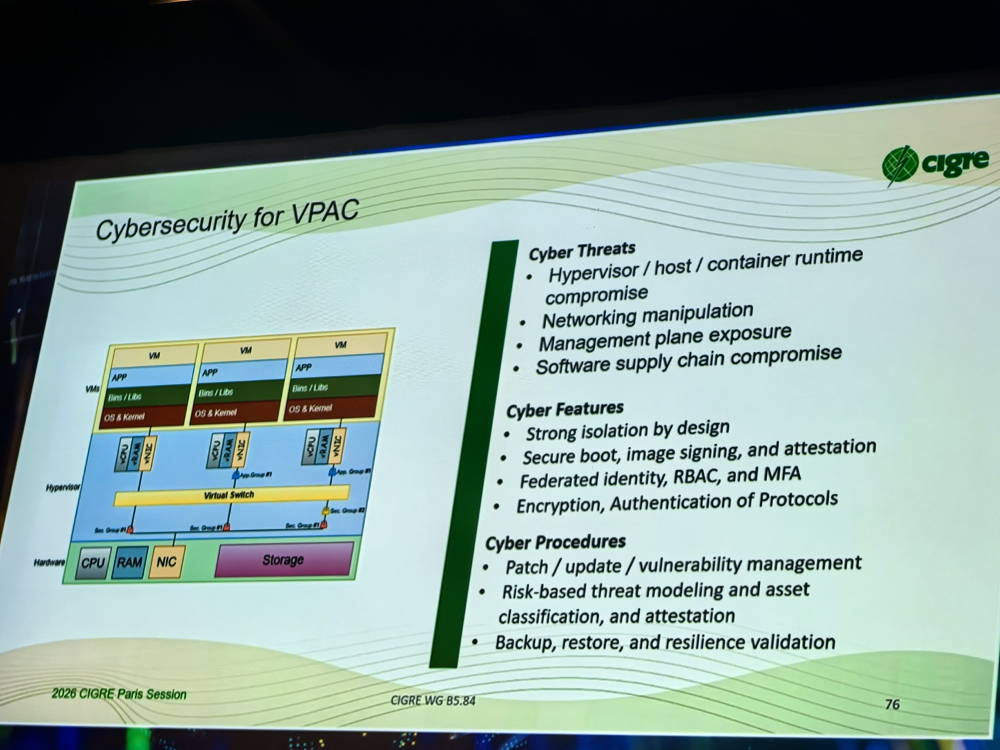 cigre
Cybersecurity for VPAC
VM
VM
VM
APP
APP
APP
VMs
Bins / Libs
Bins / Libs
Bins / Libs
OS & Kernel
OS & Kernel
OS & Kernel
vCPU
vRAM
vNIC
vCPU
vRAM
vNIC
vCPU
vRAM
vNIC
App. Group #1
App. Group #1
Hypervisor
Virtual Switch
Sec. Group #2
Sec. Group #1
Sec. Group #1
Sec. Group #1
Hardware
CPU
RAM
NIC
Storage
Cyber Threats
• Hypervisor / host / container runtime
compromise
• Networking manipulation
• Management plane exposure
• Software supply chain compromise
Cyber Features
• Strong isolation by design
• Secure boot, image signing, and attestation
• Federated identity, RBAC, and MFA
• Encryption, Authentication of Protocols
Cyber Procedures
• Patch / update / vulnerability management
• Risk-based threat modeling and asset
classification, and attestation
• Backup, restore, and resilience validation
2026 CIGRE Paris Session
CIGRE WG B5.84
76